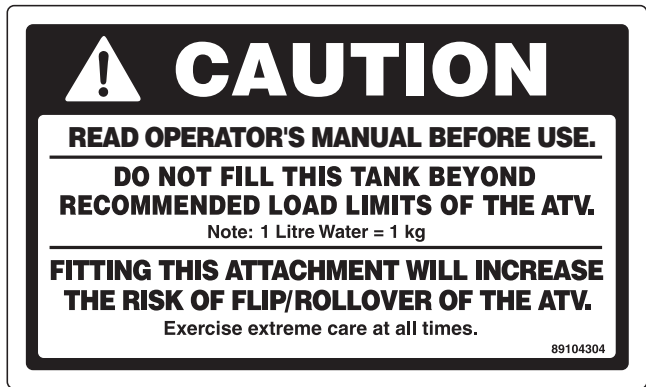 CAUTION
READ OPERATOR'S MANUAL BEFORE USE.
DO NOT FILL THIS TANK BEYOND
RECOMMENDED LOAD LIMITS OF THE ATV.
Note: 1 Litre Water = 1 kg
FITTING THIS ATTACHMENT WILL INCREASE
THE RISK OF FLIP/ROLLOVER OF THE ATV.
Exercise extreme care at all times.
89104304